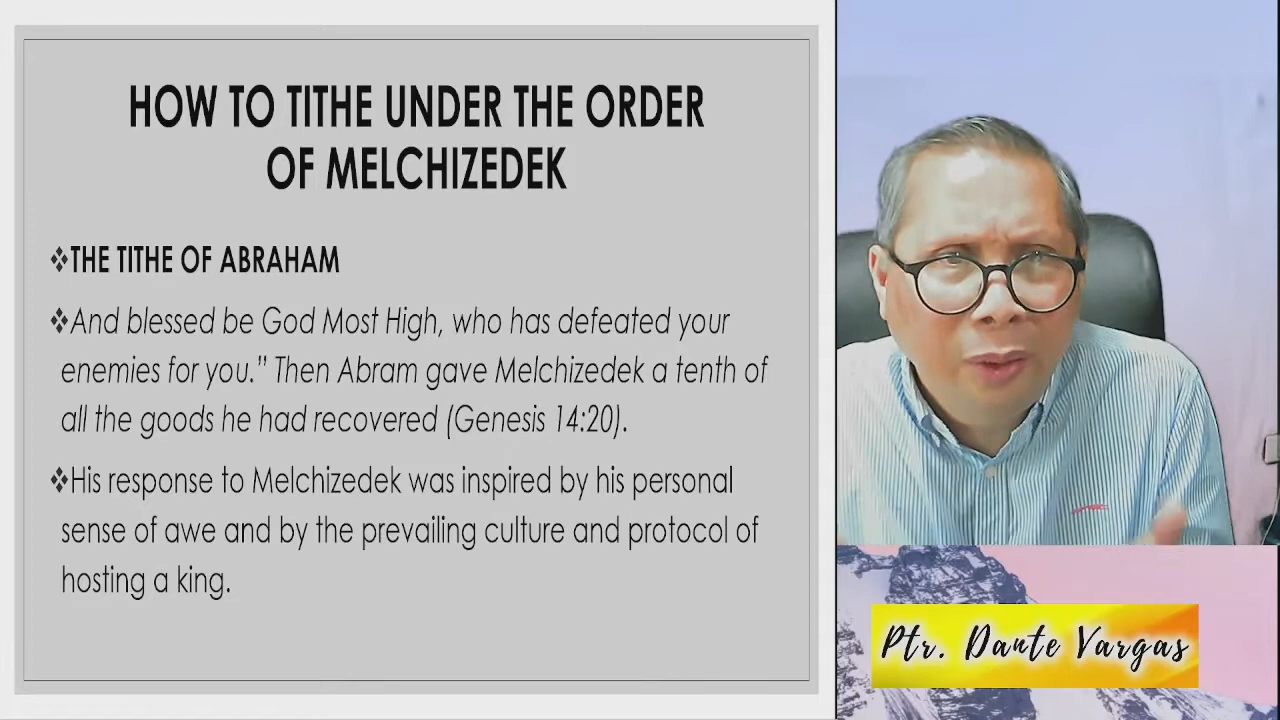 HOW TO TITHE UNDER THE ORDER
OF MELCHIZEDEK
❖THE TITHE OF ABRAHAM
❖And blessed be God Most High, who has defeated your
enemies for you." Then Abram gave Melchizedek a tenth of
all the goods he had recovered (Genesis 14:20).
❖His response to Melchizedek was inspired by his personal
sense of awe and by the prevailing culture and protocol of
hosting a king.
Ptr. Dante Vargas